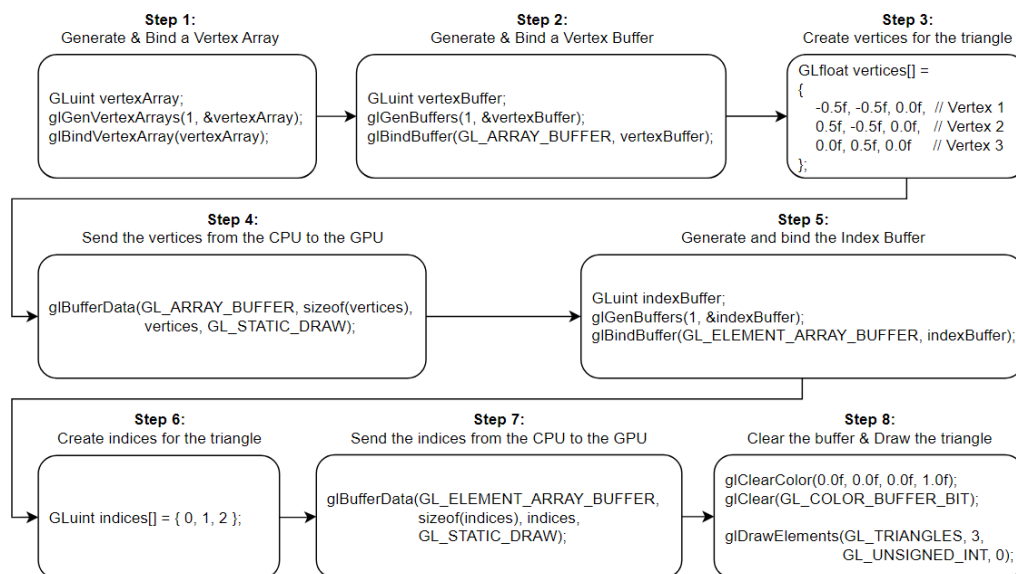 Step 1:
Generate & Bind a Vertex Array
GLuint vertexArray;
glGenVertexArrays(1, &vertexArray);
glBindVertexArray(vertexArray);
Step 2:
Generate & Bind a Vertex Buffer
GLuint vertexBuffer;
glGenBuffers(1, &vertexBuffer);
glBindBuffer(GL_ARRAY_BUFFER, vertexBuffer);
Step 3:
Create vertices for the triangle
GLfloat vertices[] =
{
-0.5f, -0.5f, 0.0f, // Vertex 1
0.5f, -0.5f, 0.0f, // Vertex 2
0.0f, 0.5f, 0.0f // Vertex 3
};
Step 4:
Send the vertices from the CPU to the GPU
glBufferData(GL_ARRAY_BUFFER, sizeof(vertices),
vertices, GL_STATIC_DRAW);
Step 5:
Generate and bind the Index Buffer
GLuint indexBuffer;
glGenBuffers(1, &indexBuffer);
glBindBuffer(GL_ELEMENT_ARRAY_BUFFER, indexBuffer);
Step 6:
Create indices for the triangle
GLuint indices[] = { 0, 1, 2 };
Step 7:
Send the indices from the CPU to the GPU
glBufferData(GL_ELEMENT_ARRAY_BUFFER,
sizeof(indices), indices,
GL_STATIC_DRAW);
Step 8:
Clear the buffer & Draw the triangle
glClearColor(0.0f, 0.0f, 0.0f, 1.0f);
glClear(GL_COLOR_BUFFER_BIT);
glDrawElements(GL_TRIANGLES, 3,
GL_UNSIGNED_INT, 0);